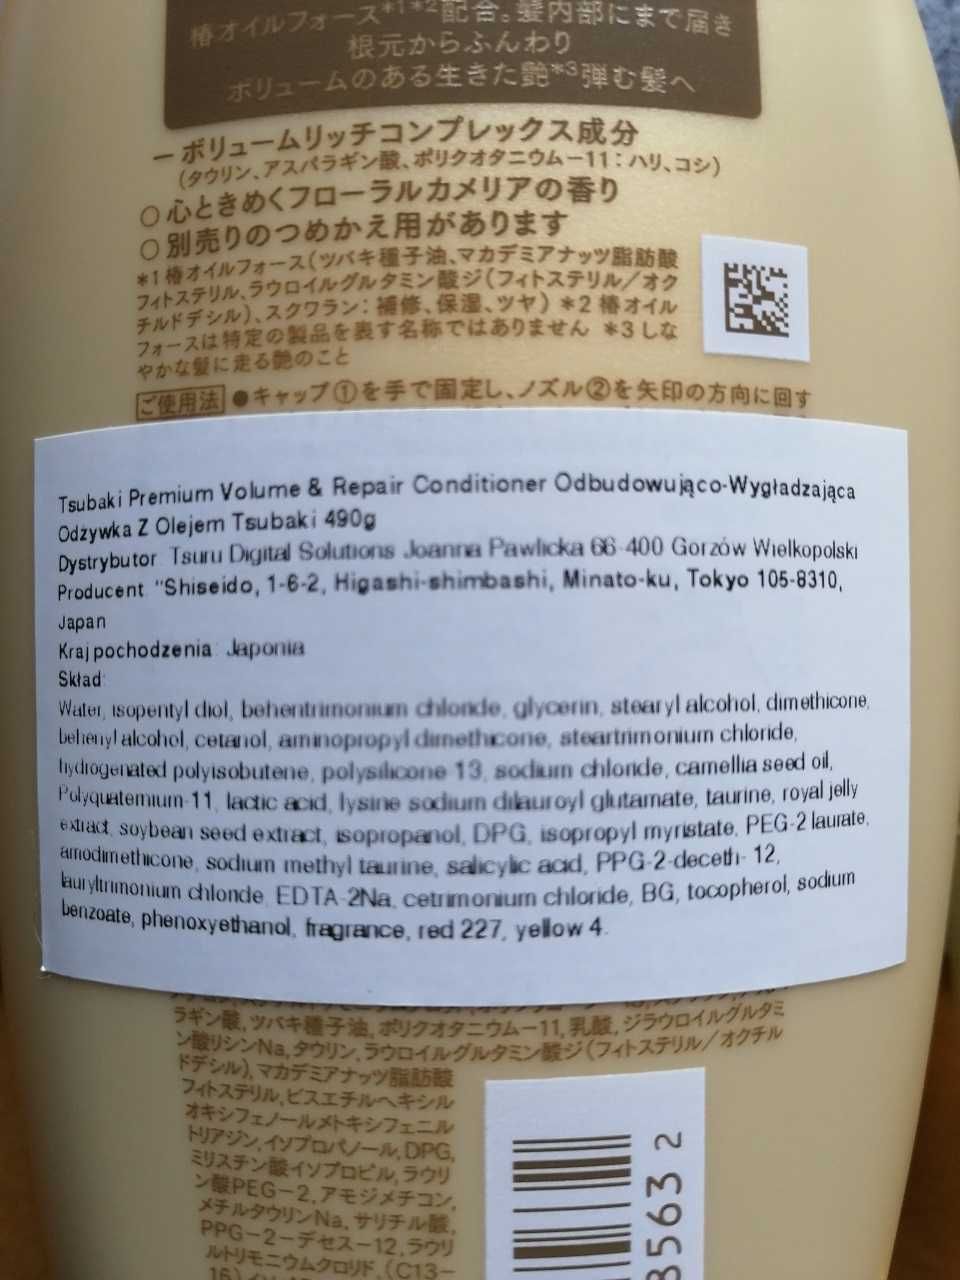 椿オイルフォース*1*2配合。髪内部にまで届き
根元からふんわり
ボリュームのある生きた艶*3弾む髪へ
ーボリュームリッチコンプレックス成分
(タウリン、アスパラギン酸、ポリクオタニウムー11:ハリ、コシ)
○心ときめくフローラルカメリアの香り
○別売りのつめかえ用があります
*1椿オイルフォース(ツバキ種子油、マカデミアナッツ脂肪酸
フィトステリル、ラウロイルグルタミン酸ジ(フィトステリル/オク
チルドデシル)、スクワラン:補修、保湿、ツヤ) *2 椿オイル
フォースは特定の製品を表す名称ではありません *3しな
やかな髪に走る艶のこと
ご使用法 ●キャップ①を手で固定し、ノズル②を矢印の方向に回す
Tsubaki Premium Volume & Repair Conditioner Odbudowująco-Wygładzająca
Odżywka Z Olejem Tsubaki 490g
Dystrybutor: Tsuru Digital Solutions Joanna Pawlicka 66-400 Gorzów Wielkopolski
Producent: "Shiseido, 1-6-2, Higashi-shimbashi, Minato-ku, Tokyo 105-8310,
Japan
Kraj pochodzenia: Japonia
Skład:
Water, isopentyl diol, behentrimonium chloride, glycerin, stearyl alcohol, dimethicone,
behenyl alcohol, cetanol, aminopropyl dimethicone, steartrimonium chloride,
hydrogenated polyisobutene, polysilicone 13, sodium chloride, camellia seed oil,
Polyquaternium-11, lactic acid, lysine sodium dilauroyl glutamate, taurine, royal jelly
extract, soybean seed extract, isopropanol, DPG, isopropyl myristate, PEG-2 laurate,
amodimethicone, sodium methyl taurine, salicylic acid, PPG-2-deceth- 12,
lauryltrimonium chloride, EDTA-2Na, cetrimonium chloride, BG, tocopherol, sodium
benzoate, phenoxyethanol, fragrance, red 227, yellow 4.
ラギン酸,ツバキ種子油,ポリクオタニウムー11,乳酸,ジラウロイルグルタミ
ン酸リシンNa,タウリン,ラウロイルグルタミン酸ジ(フィトステリル/オクチル
ドデシル),マカデミアナッツ脂肪酸
フィトステリル,ビスエチルヘキシル
オキシフェノールメトキシフェニル
トリアジン,イソプロパノール,DPG,
ミリスチン酸イソプロピル,ラウリ
ン酸PEG-2,アモジメチコン,
メチルタウリンNa,サリチル酸,
PPG-2-デセス-12,ラウリ
ルトリモニウムクロリド,(C13-
8563 2